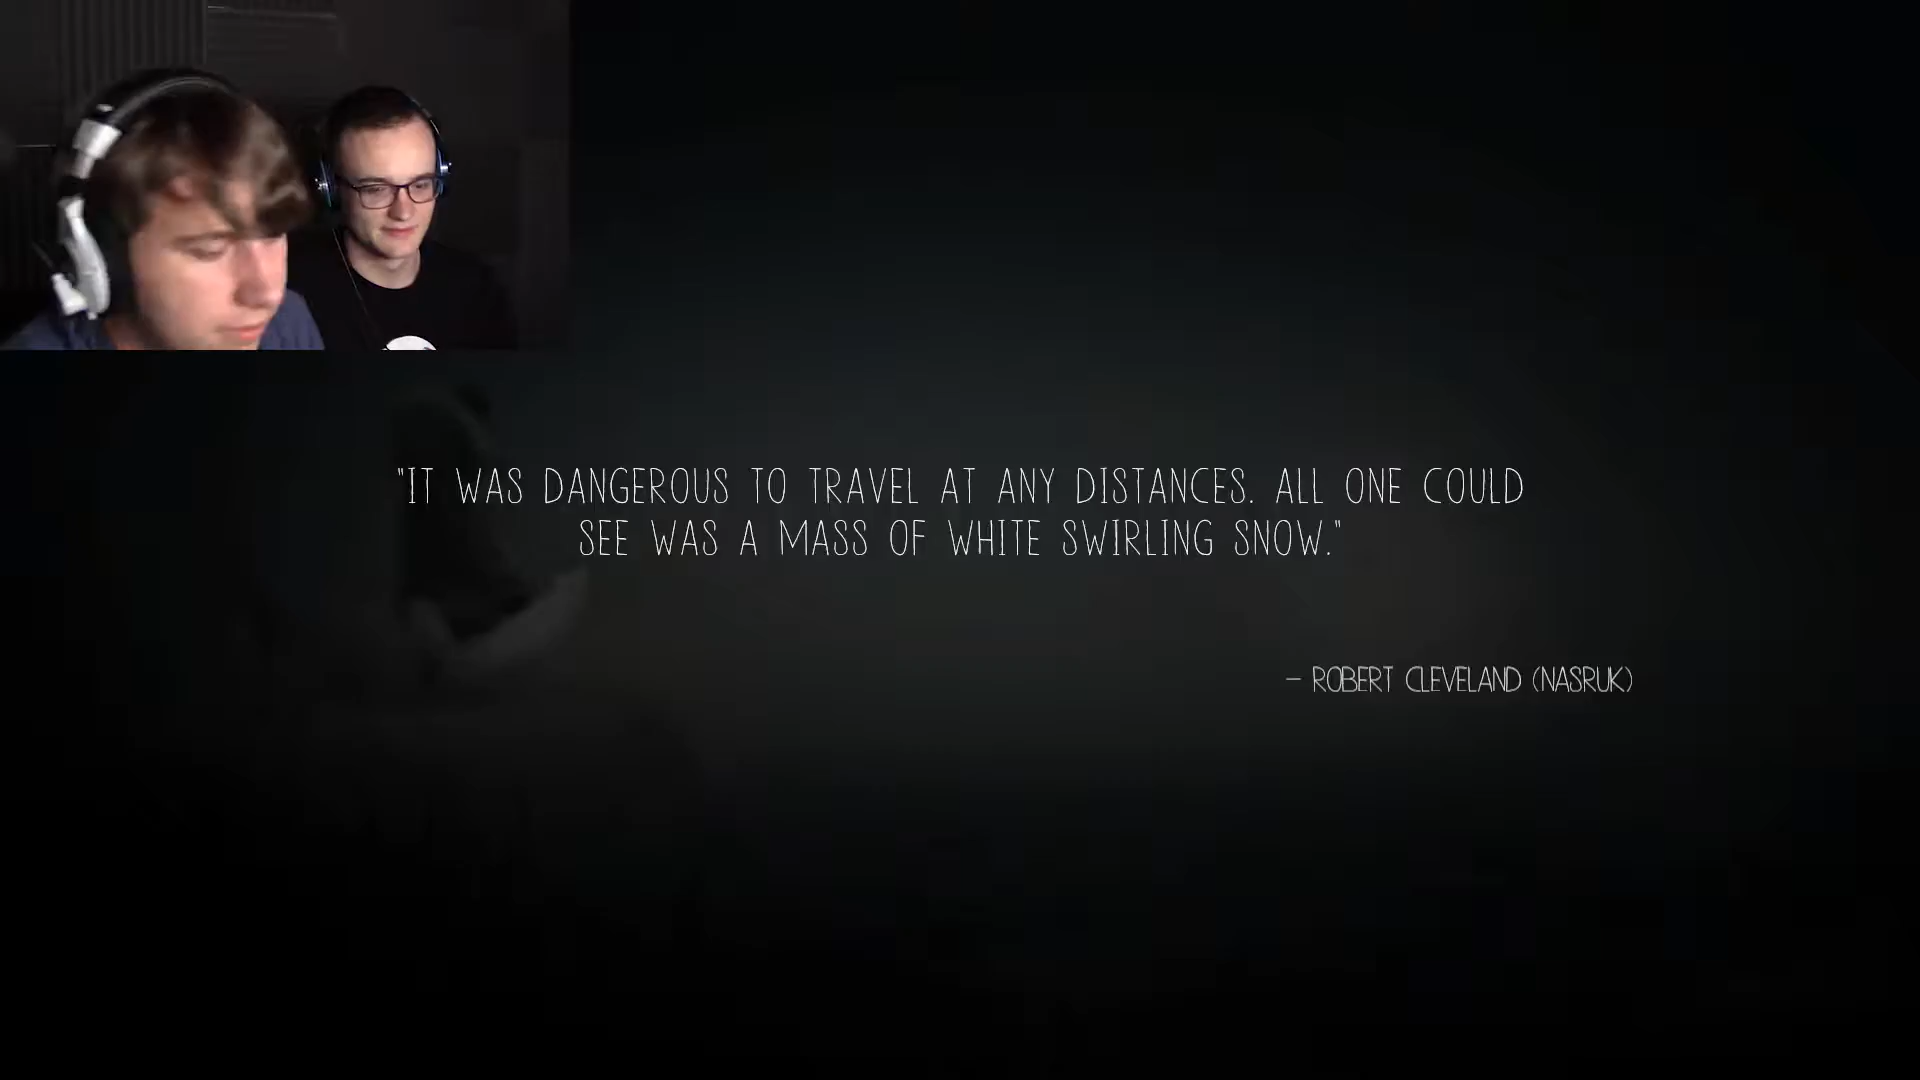 "IT WAS DANGEROUS TO TRAVEL AT ANY DISTANCES. ALL ONE COULD
SEE WAS A MASS OF WHITE SWIRLING SNOW."
– ROBERT CLEVELAND (NASRUK)